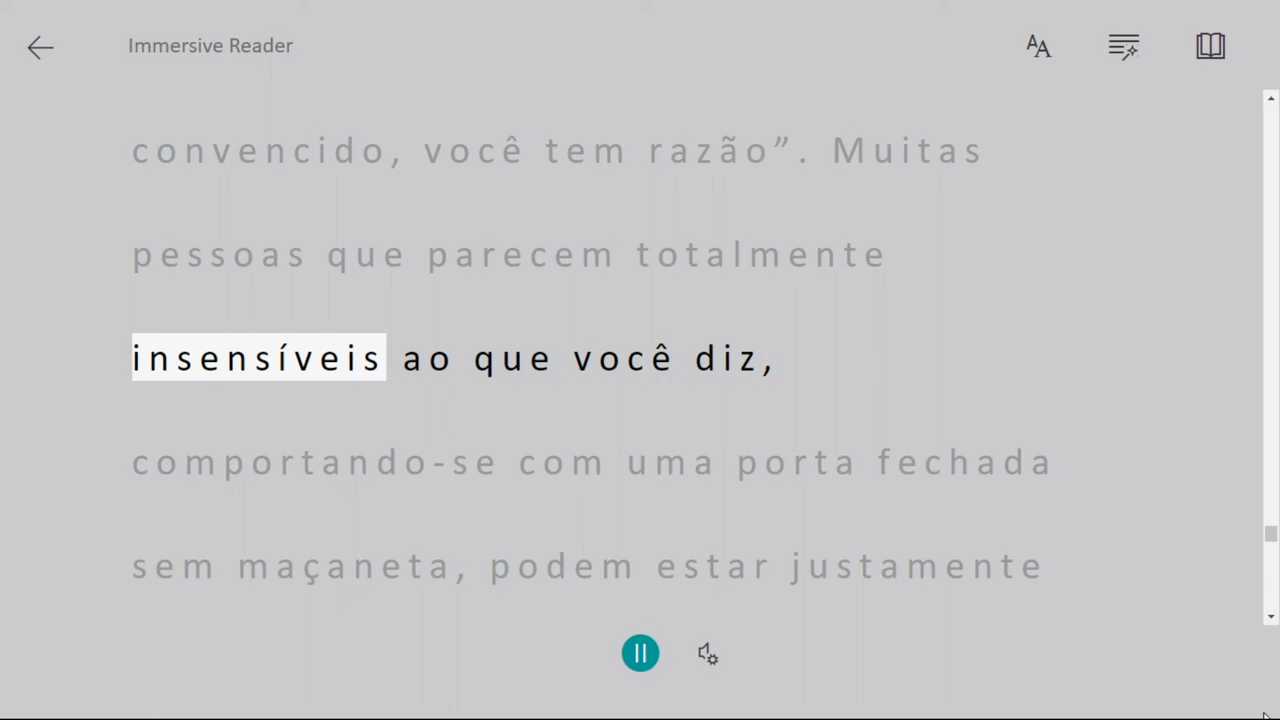 Immersive Reader
convencido, você tem razão”. Muitas
pessoas que parecem totalmente
insensíveis ao que você diz,
comportando-se com uma porta fechada
sem maçaneta, podem estar justamente